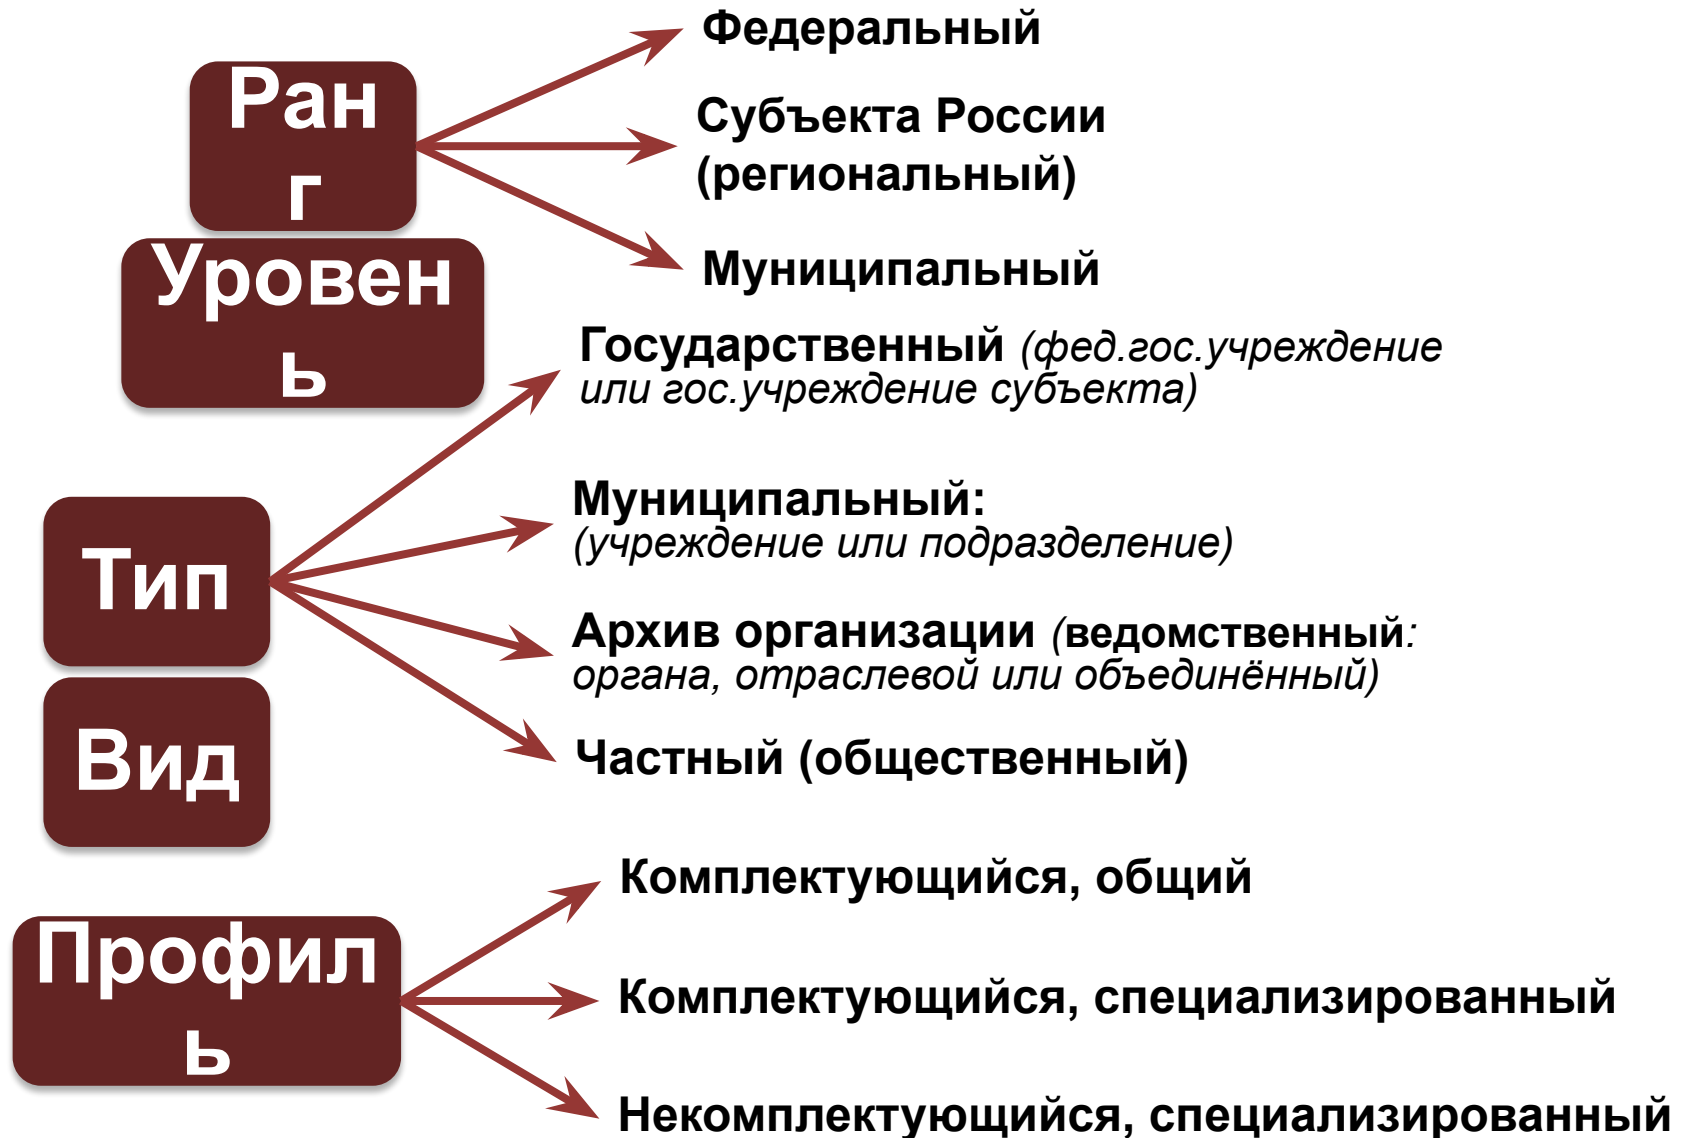 Ран
г
Уровен
ь
Федеральный
Субъекта России
(региональный)
Муниципальный
Тип
Вид
Государственный (фед.гос.учреждение
или гос.учреждение субъекта)
Муниципальный:
(учреждение или подразделение)
Архив организации (ведомственный:
органа, отраслевой или объединённый)
Частный (общественный)
Профил
ь
Комплектующийся, общий
Комплектующийся, специализированный
Некомплектующийся, специализированный